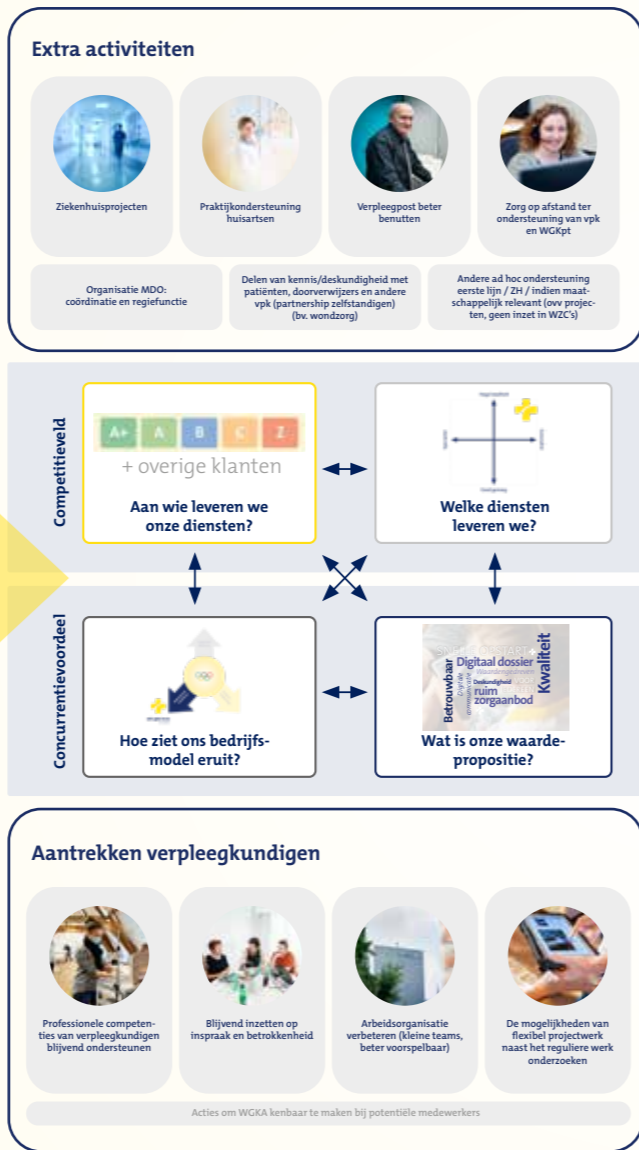 Extra activiteiten
Ziekenhuisprojecten
Praktijkondersteuning
huisartsen
Verpleegpost beter
benutten
Zorg op afstand ter
ondersteuning van vpk
en WGKpt
Organisatie MDO:
coördinatie en regiefunctie
Delen van kennis/deskundigheid met
patiënten, doorverwijzers en andere
vpk (partnership zelfstandigen)
(bv. wondzorg)
Andere ad hoc ondersteuning
eerste lijn / ZH / indien maat-
schappelijk relevant (ovv projec-
ten, geen inzet in WZC's)
Competitieveld
A+ A B C Z
+ overige klanten
Aan wie leveren we
onze diensten?
Welke diensten
leveren we?
Concurrentievoordeel
Hoe ziet ons bedrijfs-
model eruit?
Betrouwbaar
Digitale
Digitaal dossier
Deskundigheid
ruim
zorgaanbod
Kwaliteit
Wat is onze waarde-
propositie?
Aantrekken verpleegkundigen
Professionele competen-
ties van verpleegkundigen
blijvend ondersteunen
Blijvend inzetten op
inspraak en betrokkenheid
Arbeidsorganisatie
verbeteren (kleine teams,
beter voorspelbaar)
De mogelijkheden van
flexibel projectwerk
naast het reguliere werk
onderzoeken
Acties om WGKA kenbaar te maken bij potentiële medewerkers